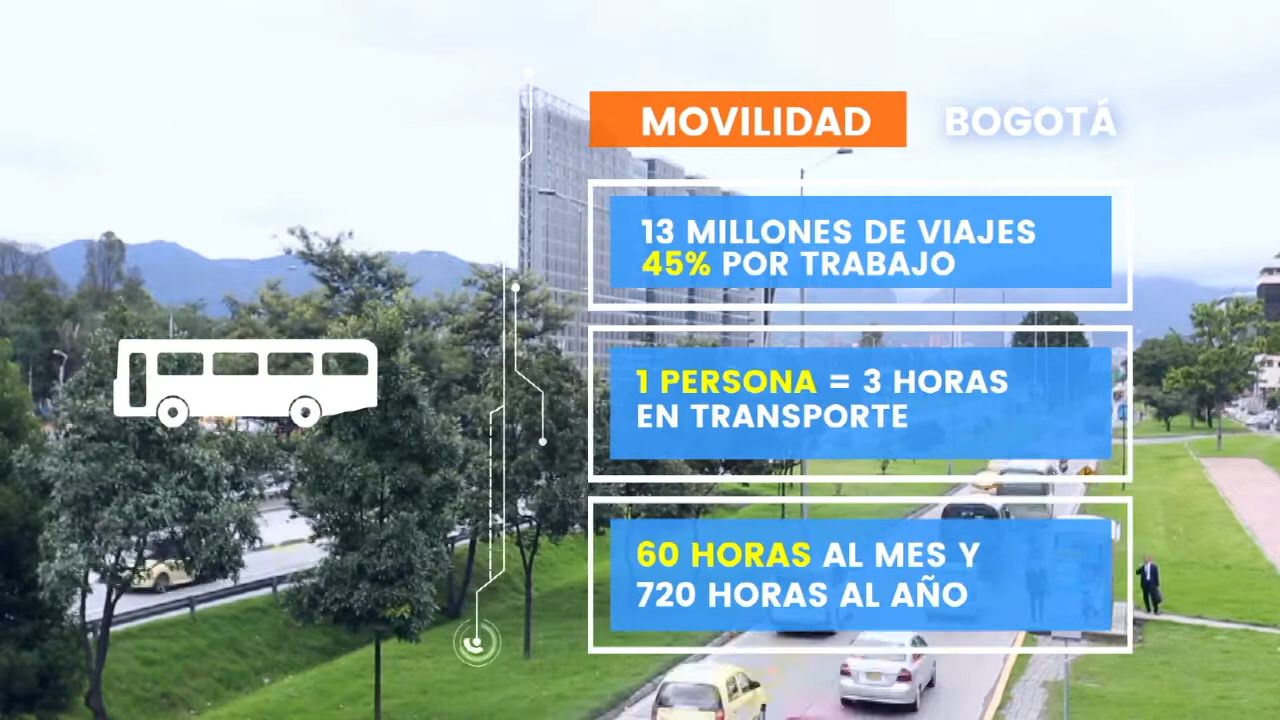 MOVILIDAD BOGOTÁ
13 MILLONES DE VIAJES
45% POR TRABAJO
1 PERSONA = 3 HORAS
EN TRANSPORTE
60 HORAS AL MES Y
720 HORAS AL AÑO